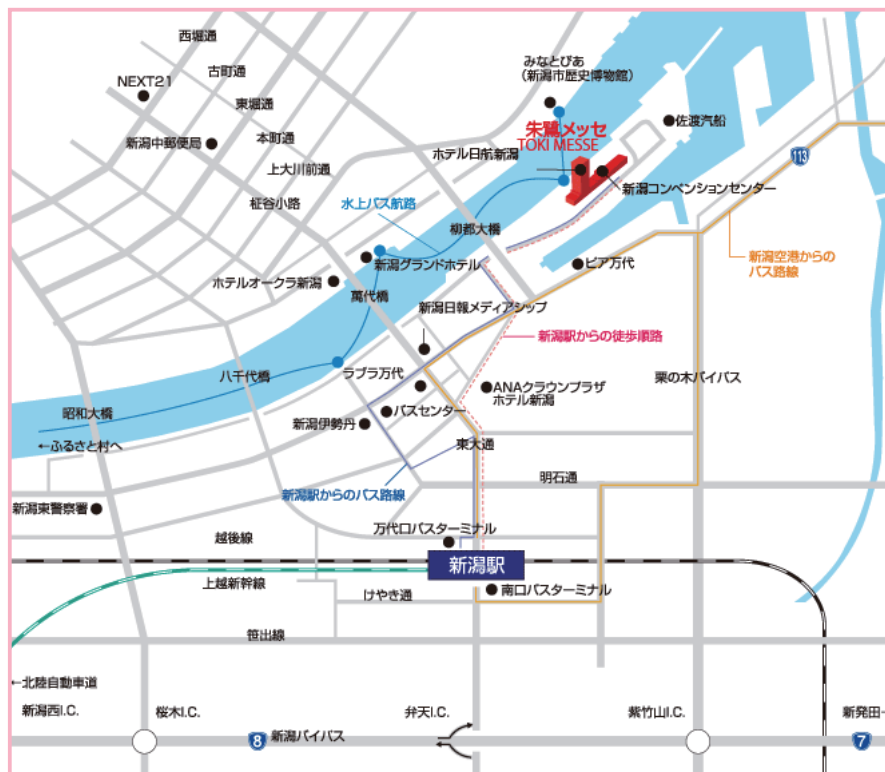 西堀通
古町通
NEXT21
東堀通
新潟中郵便局
本町通
上大川前通
柾谷小路
みなとぴあ
(新潟市歴史博物館)
朱鷺メッセ
TOKI MESSE
佐渡汽船
ホテル日航新潟
113
新潟コンベンションセンター
水上バス航路
柳都大橋
新潟空港からの
バス路線
新潟グランドホテル
ピア万代
ホテルオークラ新潟
萬代橋
新潟日報メディアシップ
新潟駅からの徒歩順路
八千代橋
ラブラ万代
栗の木バイパス
ANAクラウンプラザ
ホテル新潟
昭和大橋
バスセンター
新潟伊勢丹
←ふるさと村へ
東大通
明石通
新潟駅からのバス路線
新潟東警察署
万代口バスターミナル
越後線
新潟駅
上越新幹線
南口バスターミナル
けやき通
笹出線
←北陸自動車道
新潟西I.C.
桜木I.C.
弁天I.C.
紫竹山I.C.
新発田→
8
新潟バイパス
7